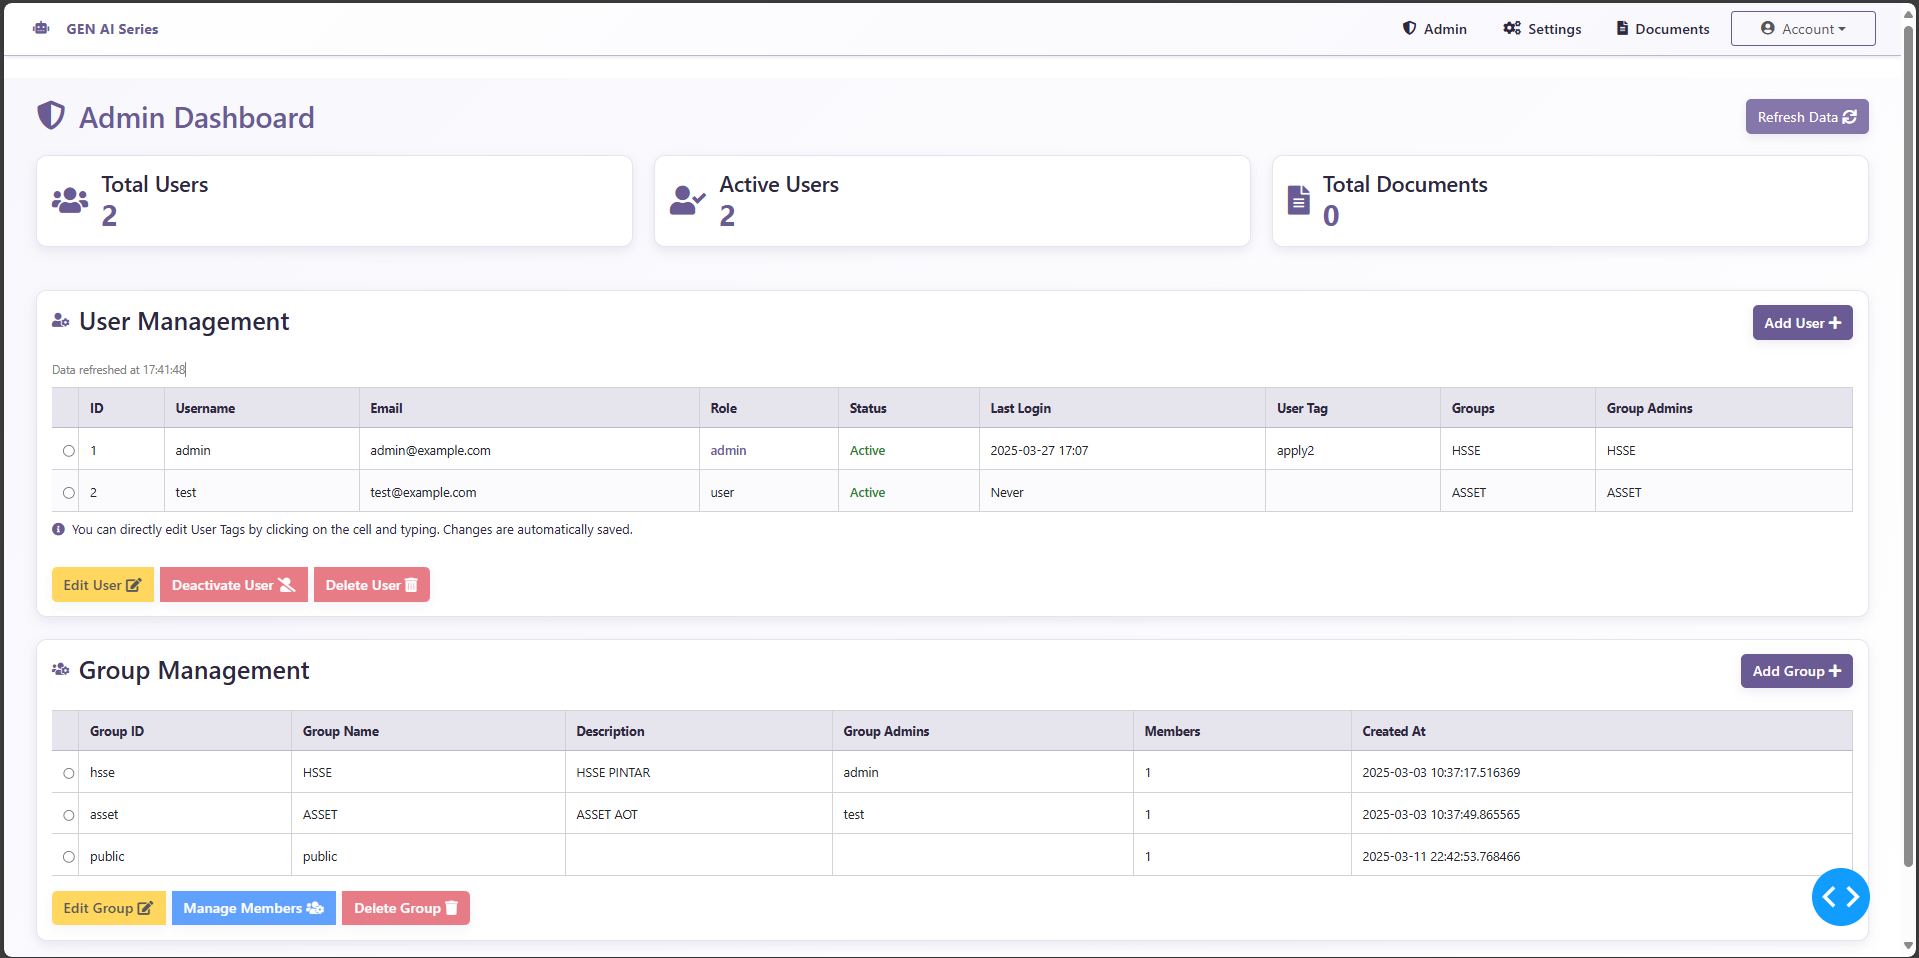 GEN AI Series
Admin Settings Documents Account
Admin Dashboard
Refresh Data
Total Users
2
Active Users
2
Total Documents
0
User Management
Add User
Data refreshed at 17:41:48
ID Username Email Role Status Last Login User Tag Groups Group Admins
1 admin admin@example.com admin Active 2025-03-27 17:07 apply2 HSSE HSSE
2 test test@example.com user Active Never ASSET ASSET
You can directly edit User Tags by clicking on the cell and typing. Changes are automatically saved.
Edit User Deactivate User Delete User
Group Management
Add Group
Group ID Group Name Description Group Admins Members Created At
hsse HSSE HSSE PINTAR admin 1 2025-03-03 10:37:17.516369
asset ASSET ASSET AOT test 1 2025-03-03 10:37:49.865565
public public 1 2025-03-11 22:42:53.768466
Edit Group Manage Members Delete Group